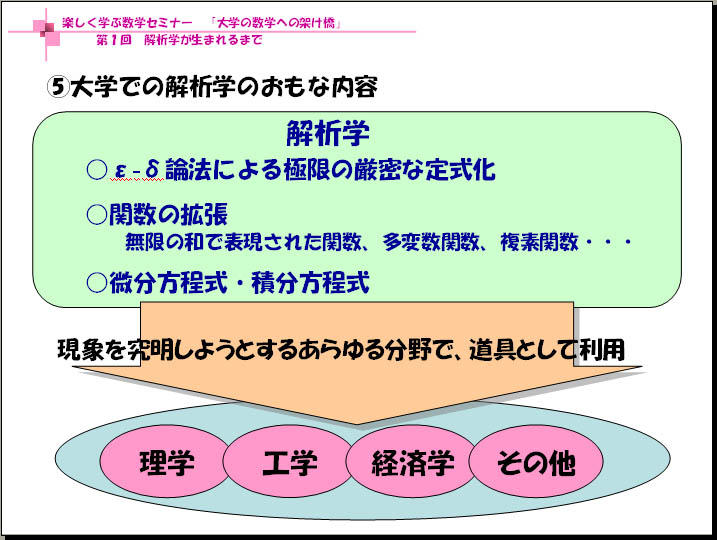 楽しく学ぶ数学セミナー 「大学の数学への架け橋」
第1回 解析学が生まれるまで
⑤大学での解析学のおもな内容
解析学
○ε-δ論法による極限の厳密な定式化
○関数の拡張
無限の和で表現された関数、多変数関数、複素関数・・・
○微分方程式・積分方程式
現象を究明しようとするあらゆる分野で、道具として利用
理学 工学 経済学 その他